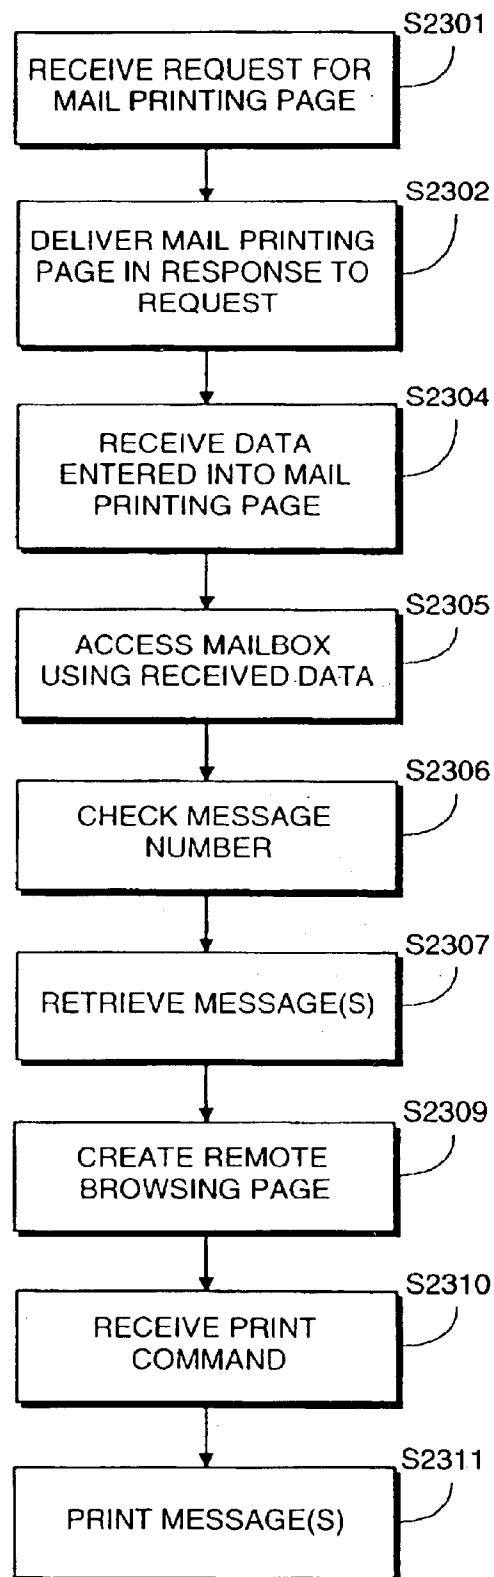 S2301
RECEIVE REQUEST FOR
MAIL PRINTING PAGE
S2302
DELIVER MAIL PRINTING
PAGE IN RESPONSE TO
REQUEST
S2304
RECEIVE DATA
ENTERED INTO MAIL
PRINTING PAGE
S2305
ACCESS MAILBOX
USING RECEIVED DATA
S2306
CHECK MESSAGE
NUMBER
S2307
RETRIEVE MESSAGE(S)
S2309
CREATE REMOTE
BROWSING PAGE
S2310
RECEIVE PRINT
COMMAND
S2311
PRINT MESSAGE(S)